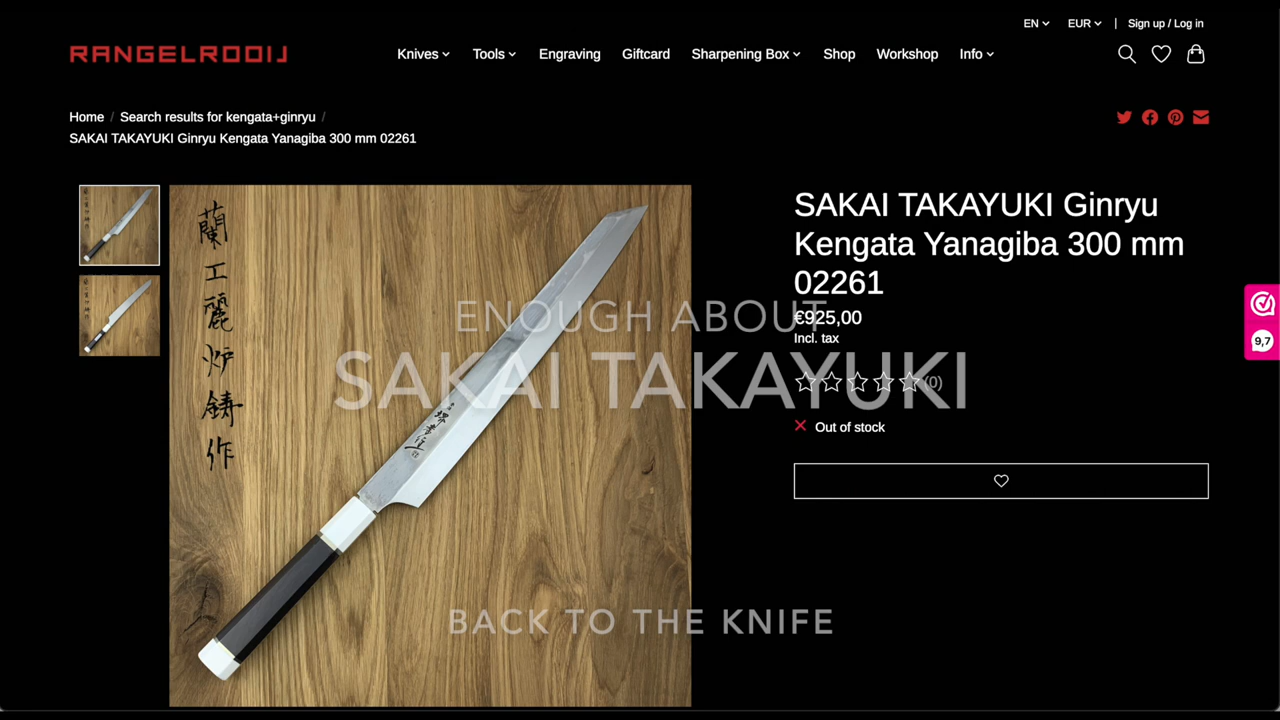 EN
EUR
Sign up / Log in
RANGELROOIJ
Knives
Tools
Engraving
Giftcard
Sharpening Box
Shop
Workshop
Info
Home / Search results for kengata+ginryu /
SAKAI TAKAYUKI Ginryu Kengata Yanagiba 300 mm 02261
SAKAI TAKAYUKI Ginryu
Kengata Yanagiba 300 mm
02261
€925,00
Incl. tax
(0)
Out of stock
9,7
工
麗
炉
鋳
作
堺孝行
ENOUGH ABOUT
SAKAI TAKAYUKI
BACK TO THE KNIFE